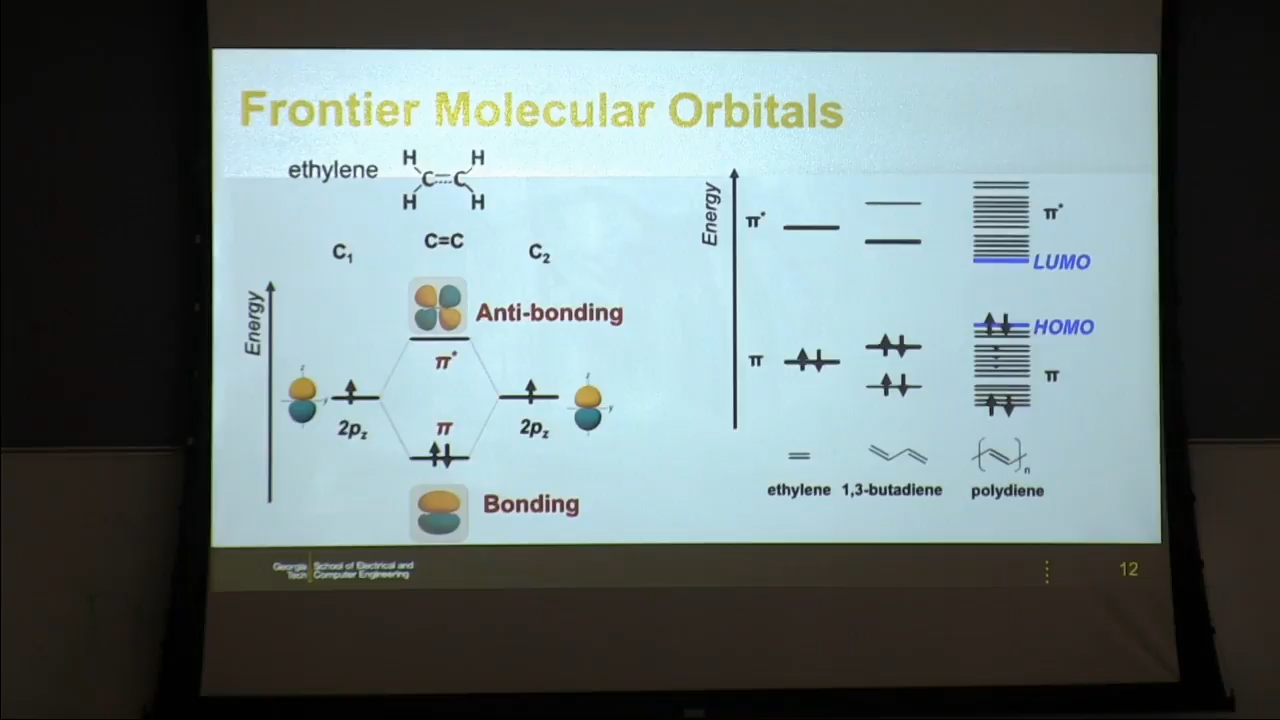 Frontier Molecular Orbitals
ethylene
H H
C C
H H
C₁
C=C
C₂
Energy
Anti-bonding
π*
2pz
π
2pz
Bonding
z
y
z
y
Energy
π*
π*
LUMO
HOMO
π
π
n
ethylene
1,3-butadiene
polydiene
Georgia Tech
School of Electrical and
Computer Engineering
12